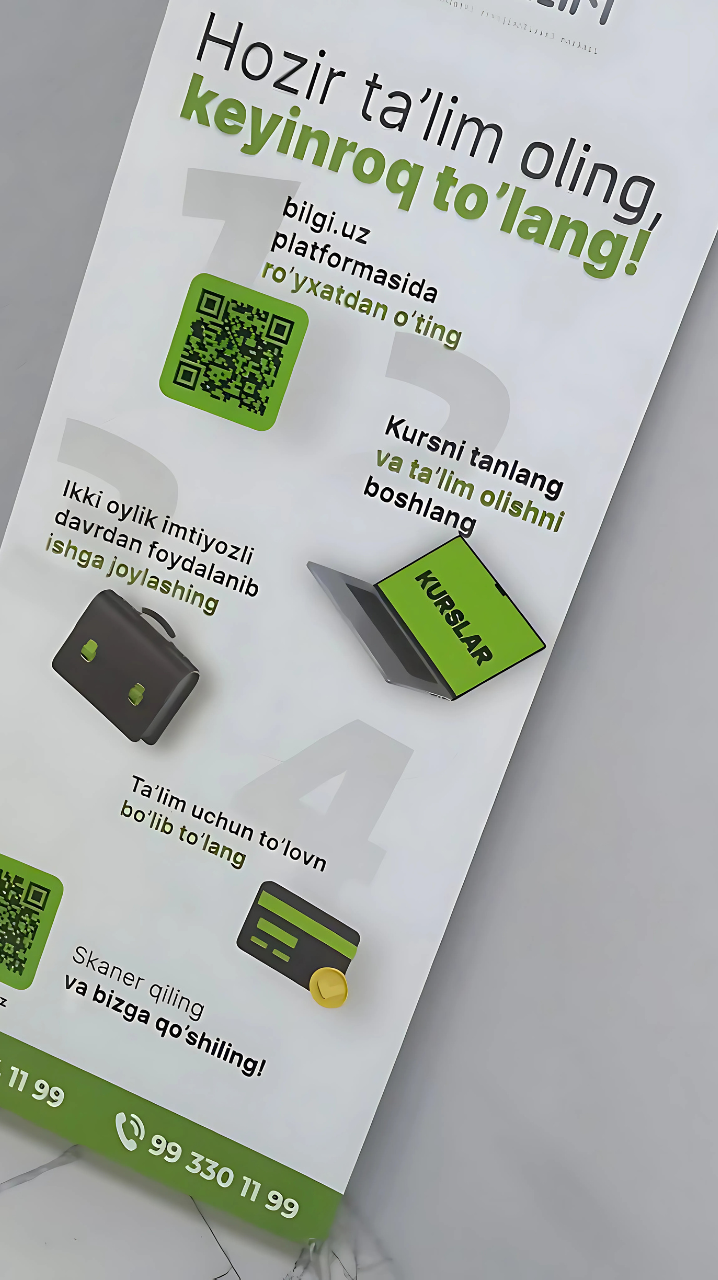 Hozir ta'lim oling,
keyinroq to'lang!
1
bilgi.uz
platformasida
ro'yxatdan o'ting
2
Kursni tanlang
va ta'lim olishni
boshlang
KURSLAR
3
Ikki oylik imtiyozli
davrdan foydalanib
ishga joylashing
4
Ta'lim uchun to'lovn
bo'lib to'lang
Skaner qiling
va bizga qo'shiling!
11 99
99 330 11 99